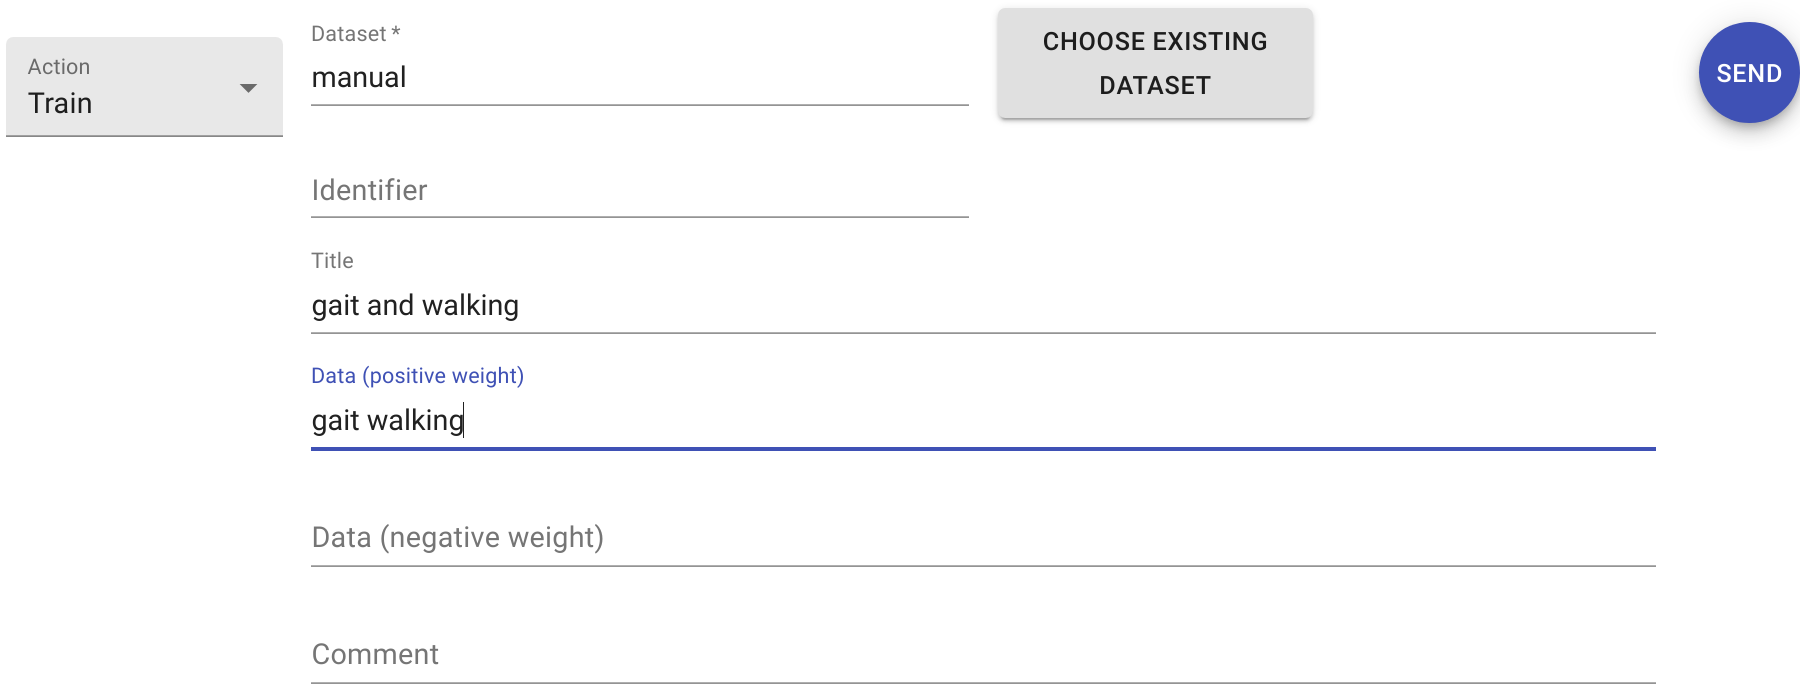 Action
Train
Dataset *
manual
CHOOSE EXISTING
DATASET
SEND
Identifier
Title
gait and walking
Data (positive weight)
gait walking
Data (negative weight)
Comment